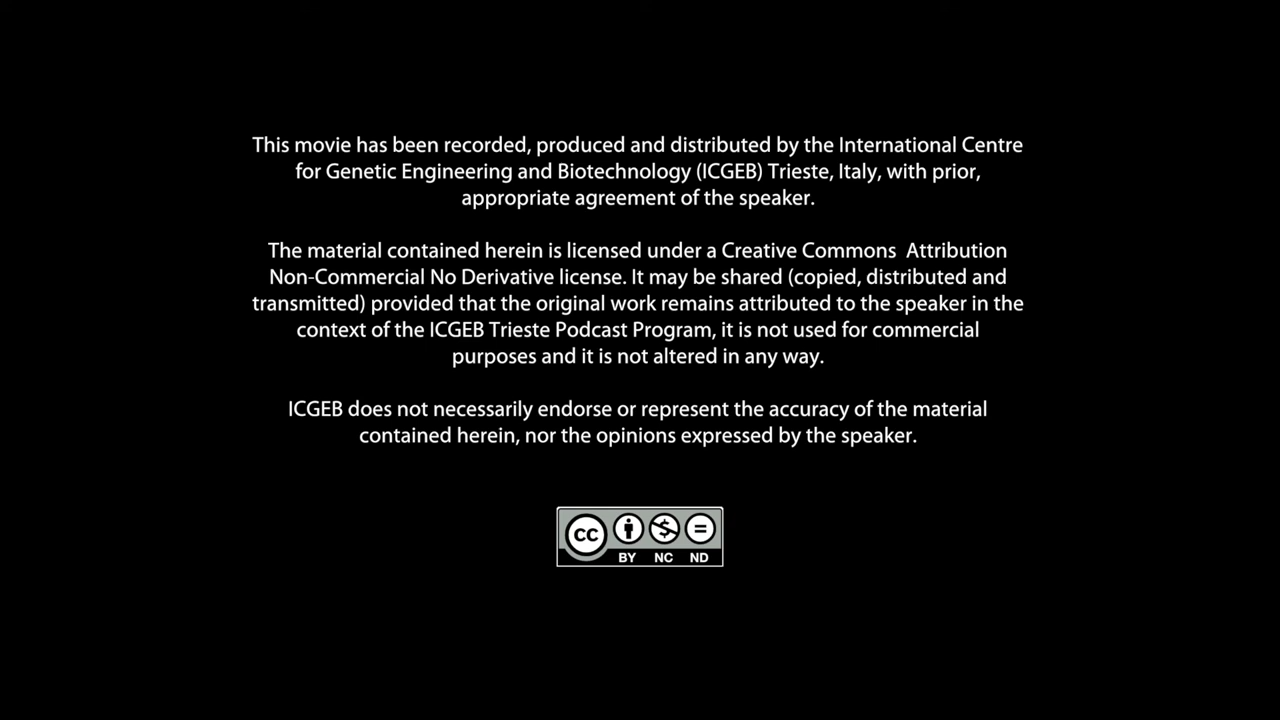 This movie has been recorded, produced and distributed by the International Centre
for Genetic Engineering and Biotechnology (ICGEB) Trieste, Italy, with prior,
appropriate agreement of the speaker.
The material contained herein is licensed under a Creative Commons  Attribution
Non-Commercial No Derivative license. It may be shared (copied, distributed and
transmitted) provided that the original work remains attributed to the speaker in the
context of the ICGEB Trieste Podcast Program, it is not used for commercial
purposes and it is not altered in any way.
ICGEB does not necessarily endorse or represent the accuracy of the material
contained herein, nor the opinions expressed by the speaker.
CC
BY NC ND